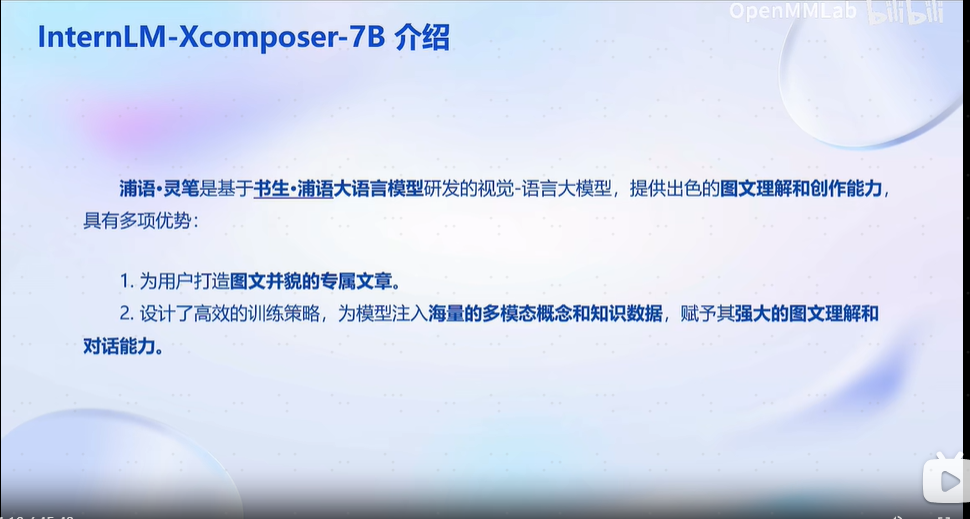 OpenMMLab bilibili
InternLM-Xcomposer-7B 介绍
浦语•灵笔是基于书生•浦语大语言模型研发的视觉-语言大模型，提供出色的图文理解和创作能力，
具有多项优势：
1. 为用户打造图文并貌的专属文章。
2. 设计了高效的训练策略，为模型注入海量的多模态概念和知识数据，赋予其强大的图文理解和
对话能力。